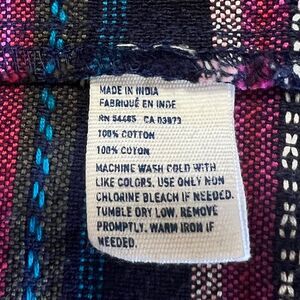 MADE IN INDIA
FABRIQUÉ EN INDE
RN 54485 CA 03873
100% COTTON
100% COTON
MACHINE WASH COLD WITH
LIKE COLORS. USE ONLY NON
CHLORINE BLEACH IF NEEDED.
TUMBLE DRY LOW. REMOVE
PROMPTLY. WARM IRON IF
NEEDED.